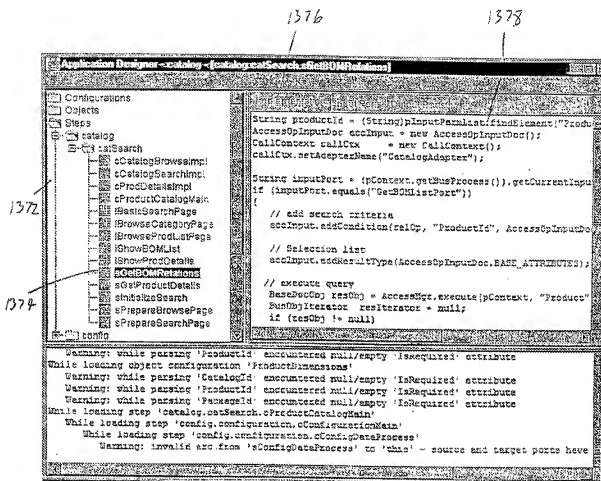 1376
1378
Application Designer-<catalog>-[catalog.catSearch.sGetBOMRelations]
Configurations
Objects
Steps
catalog
catSearch
cCatalogBrowseImpl
cCatalogSearchImpl
cProdDetailsImpl
cProductCatalogMain
iBasicSearchPage
iBrowseCategoryPage
iBrowseProdListPage
iShowBOMList
iShowProdDetails
sGetBOMRelations
sGetProductDetails
sInitializeSearch
sPrepareBrowsePage
sPrepareSearchPage
config
1372
1374
String productId = (String)pInputParmList.findElement("Produ
AccessOpInputDoc accInput = new AccessOpInputDoc();
CallContext callCtx = new CallContext();
callCtx.setAdapterName("CatalogAdapter");
String inputPort = (pContext.getBusProcess()).getCurrentInpu
if (inputPort.equals("GetBOMListPort")
{
// add search criteria
accInput.addCondition(relOp, "ProductId", AccessOpInputDo
// Selection list
accInput.addResultType(AccessOpInputDoc.BASE_ATTRIBUTES);
// execute query
BaseDocObj resObj = AccessMgr.execute(pContext, "Product"
BusObjIterator resIterator = null;
if (resObj != null)
Warning: while parsing 'ProductId' encountered null/empty 'IsRequired' attribute
While loading object configuration 'ProductDimensions'
Warning: while parsing 'CatalogId' encountered null/empty 'IsRequired' attribute
Warning: while parsing 'ProductId' encountered null/empty 'IsRequired' attribute
Warning: while parsing 'PackageId' encountered null/empty 'IsRequired' attribute
While loading step 'catalog.catSearch.cProductCatalogMain'
While loading step 'config.configuration.cConfigurationMain'
While loading step 'config.configuration.cConfigDataProcess'
Warning: invalid arc from 'sConfigDataProcess' to 'this' - source and target ports have